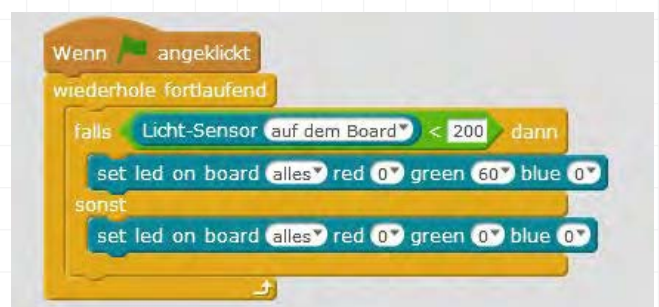 Wenn angeklickt
wiederhole fortlaufend
falls Licht-Sensor auf dem Board < 200 dann
set led on board alles red 0 green 60 blue 0
sonst
set led on board alles red 0 green 0 blue 0